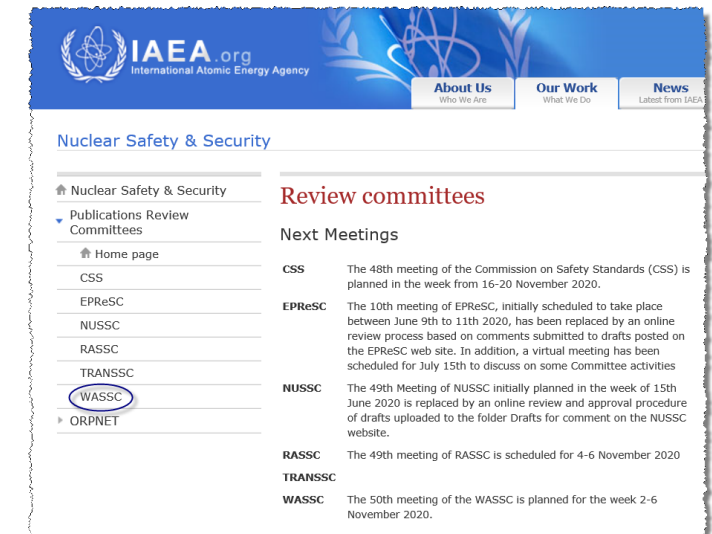 IAEA.org
International Atomic Energy Agency
About Us
Who We Are
Our Work
What We Do
News
Latest from IAEA
Nuclear Safety & Security
Nuclear Safety & Security
Publications Review
Committees
Home page
CSS
EPReSC
NUSSC
RASSC
TRANSSC
WASSC
ORPNET
Review committees
Next Meetings
CSS The 48th meeting of the Commission on Safety Standards (CSS) is
planned in the week from 16-20 November 2020.
EPReSC The 10th meeting of EPReSC, initially scheduled to take place
between June 9th to 11th 2020, has been replaced by an online
review process based on comments submitted to drafts posted on
the EPReSC web site. In addition, a virtual meeting has been
scheduled for July 15th to discuss on some Committee activities
NUSSC The 49th Meeting of NUSSC initially planned in the week of 15th
June 2020 is replaced by an online review and approval procedure
of drafts uploaded to the folder Drafts for comment on the NUSSC
website.
RASSC The 49th meeting of RASSC is scheduled for 4-6 November 2020
TRANSSC
WASSC The 50th meeting of the WASSC is planned for the week 2-6
November 2020.